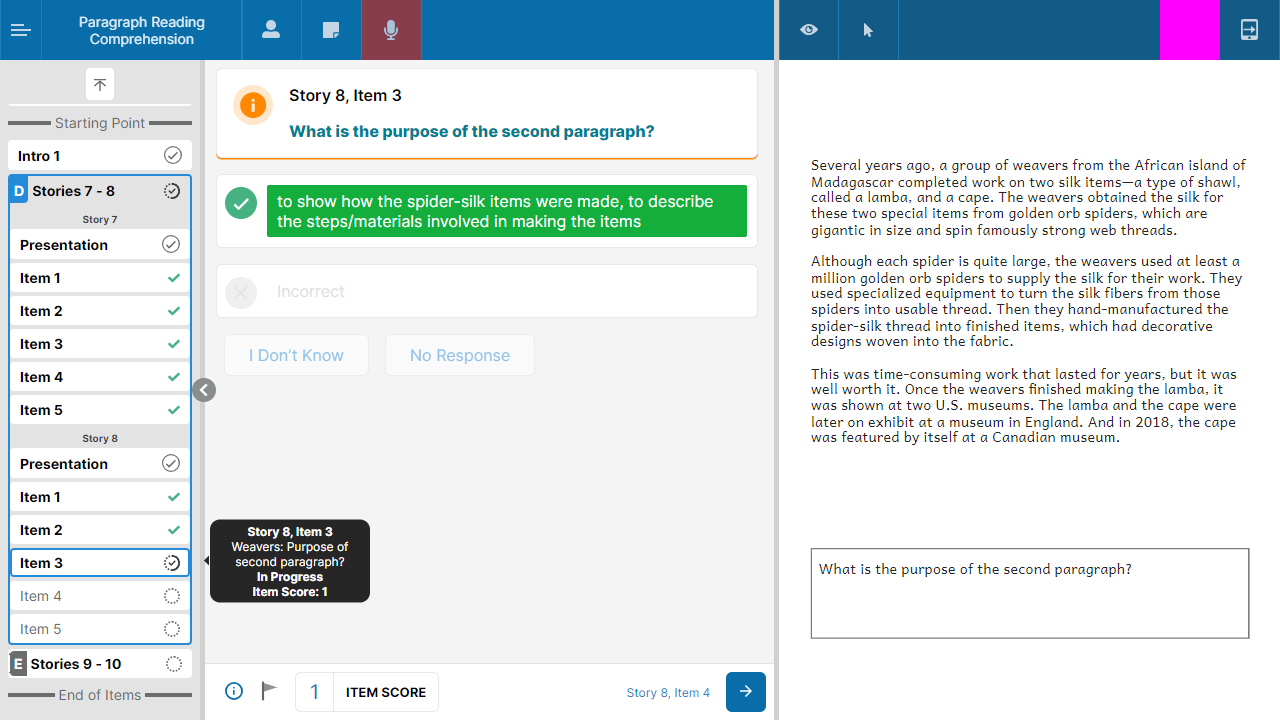 Paragraph Reading
Comprehension
Starting Point
Intro 1
D Stories 7 - 8
Story 7
Presentation
Item 1
Item 2
Item 3
Item 4
Item 5
Story 8
Presentation
Item 1
Item 2
Item 3
Item 4
Item 5
E Stories 9 - 10
End of Items
Story 8, Item 3
What is the purpose of the second paragraph?
to show how the spider-silk items were made, to describe
the steps/materials involved in making the items
Incorrect
I Don't Know
No Response
Story 8, Item 3
Weavers: Purpose of
second paragraph?
In Progress
Item Score: 1
1 ITEM SCORE
Story 8, Item 4
Several years ago, a group of weavers from the African island of
Madagascar completed work on two silk items—a type of shawl,
called a lamba, and a cape. The weavers obtained the silk for
these two special items from golden orb spiders, which are
gigantic in size and spin famously strong web threads.
Although each spider is quite large, the weavers used at least a
million golden orb spiders to supply the silk for their work. They
used specialized equipment to turn the silk fibers from those
spiders into usable thread. Then they hand-manufactured the
spider-silk thread into finished items, which had decorative
designs woven into the fabric.
This was time-consuming work that lasted for years, but it was
well worth it. Once the weavers finished making the lamba, it
was shown at two U.S. museums. The lamba and the cape were
later on exhibit at a museum in England. And in 2018, the cape
was featured by itself at a Canadian museum.
What is the purpose of the second paragraph?